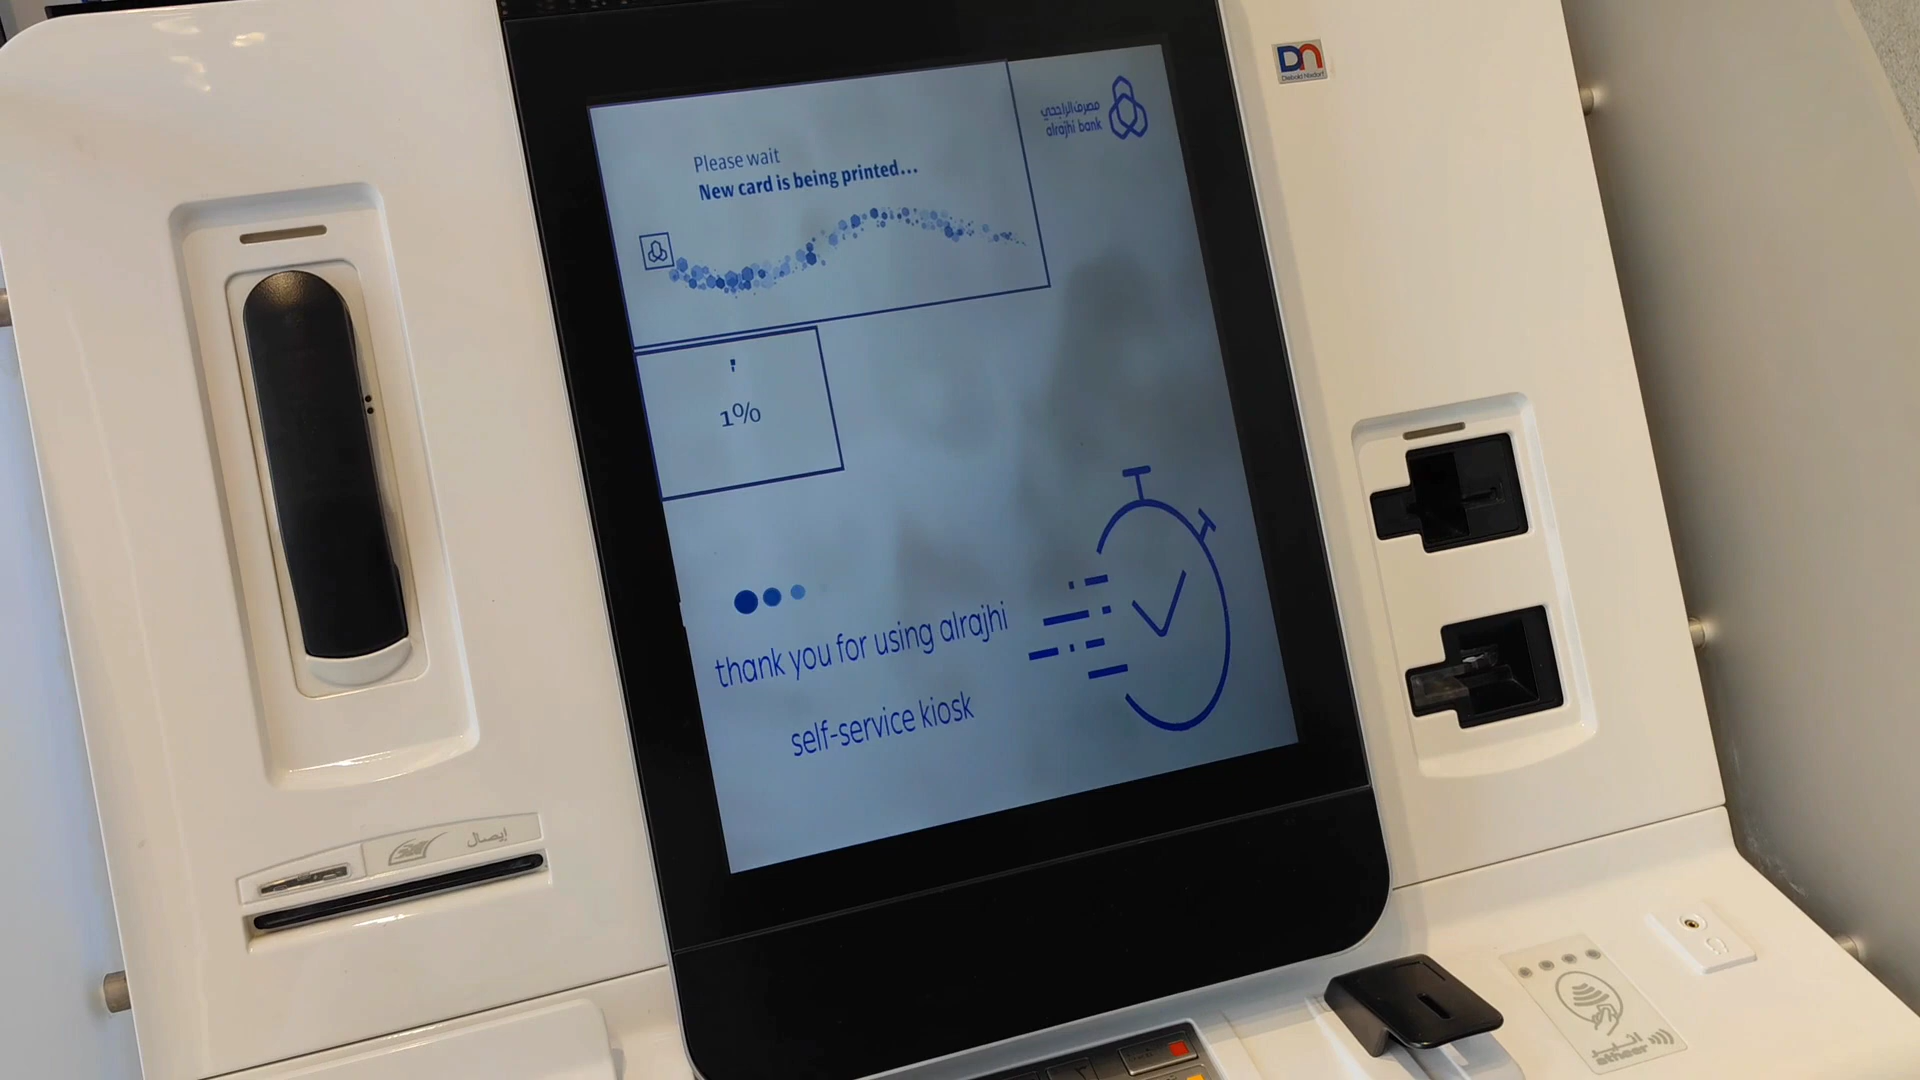 DN
Diebold Nixdorf
مصرف الراجحي
alrajhi bank
Please wait
New card is being printed...
1%
thank you for using alrajhi
self-service kiosk
إيصال
اثير
atheer